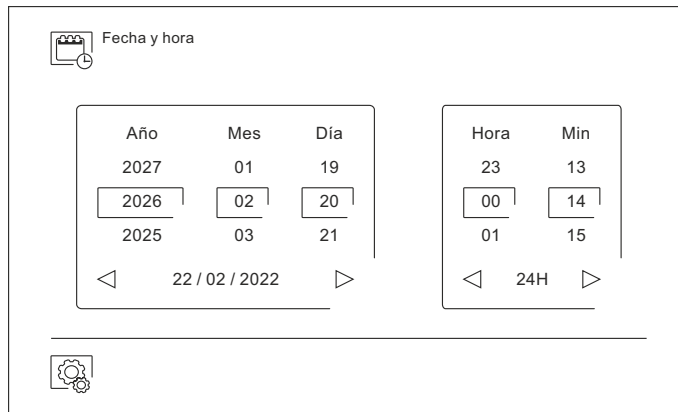 Fecha y hora
Año Mes Día Hora Min
2027 01 19 23 13
2026 02 20 00 14
2025 03 21 01 15
22 / 02 / 2022 24H